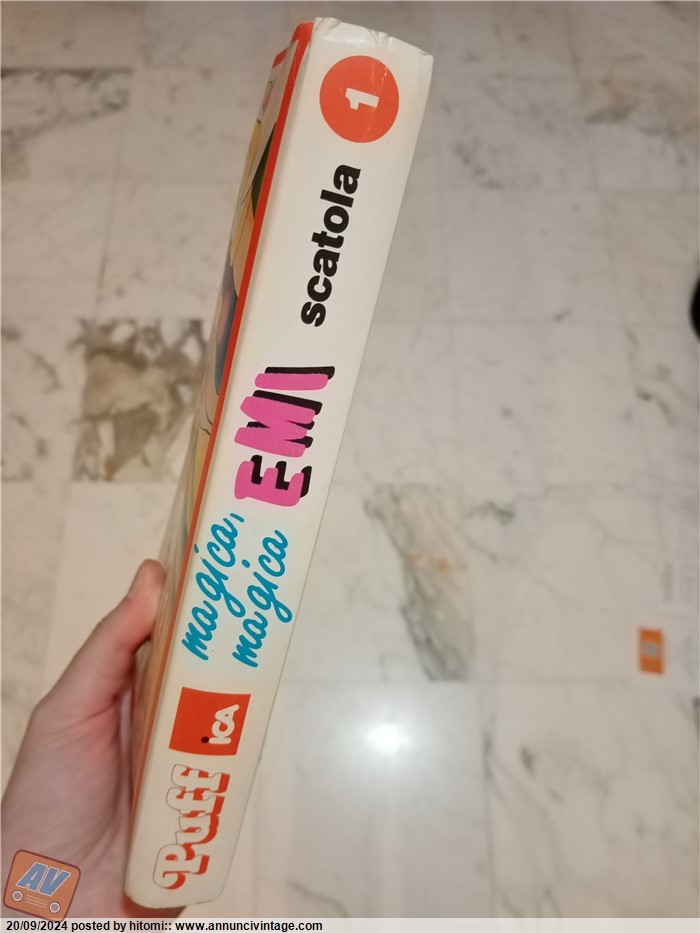 Puff
ICA
magica,
magica
EMI
scatola
1
AV
20/09/2024 posted by hitomi:: www.annuncivintage.com